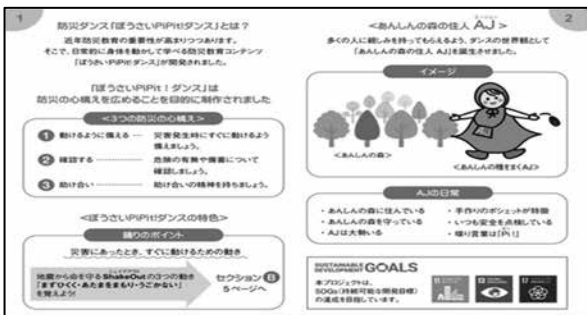 1
防災ダンス「ぼうさいPiPit!ダンス」とは？
近年防災教育の重要性が高まりつつあります。
そこで、日常的に身体を動かして学べる防災教育コンテンツ
「ぼうさいPiPit!ダンス」が開発されました。
「ぼうさいPiPit！ダンス」は
防災の心構えを広めることを目的に制作されました
<3つの防災の心構え>
1 動けるように備える … 災害発生時にすぐに動けるよう
備えましょう。
2 確認する ………… 危険の有無や備蓄について
確認しましょう。
3 助け合い ………… 助け合いの精神を持ちましょう。
<ぼうさいPiPit!ダンスの特色>
踊りのポイント
災害にあったとき、すぐに動けるための動き
地震から命を守るShakeOutの3つの動き
「まずひくく・あたまをまもり・うごかない」
を覚えよう!
セクション B
5ページへ
2
<あんしんの森の住人 AJ >
多くの人に親しみを持ってもらえるよう、ダンスの世界観として
「あんしんの森の住人 AJ」を誕生させました。
イメージ
<あんしんの森>
<あんしんの種をまくAJ>
AJの日常
・あんしんの森に住んでいる
・あんしんの森を守っている
・AJは大勢いる
・手作りのポシェットが特徴
・いつも安全を点検している
・喋り言葉は「Pi!」
SUSTAINABLE
DEVELOPMENT GOALS
本プロジェクトは、
SDGs(持続可能な開発目標)
の達成を目指しています。